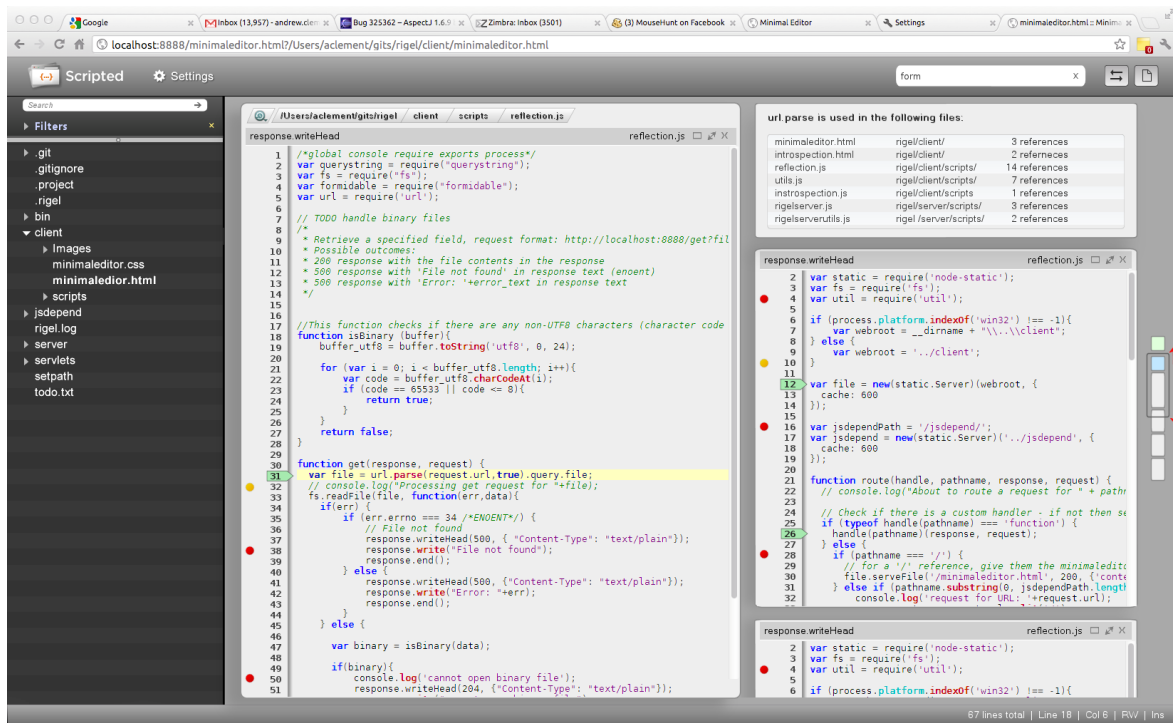 Google
Inbox (13,957) - andrew.clem
Bug 325362 – AspectJ 1.6.9
Zimbra: Inbox (3501)
(3) MouseHunt on Facebook
Minimal Editor
Settings
minimaleditor.html :: Minima
localhost:8888/minimaleditor.html?/Users/aclement/gits/rigel/client/minimaleditor.html
Scripted
Settings
form
x
Search
Filters
x
.git
.gitignore
.project
.rigel
bin
client
Images
minimaleditor.css
minimaledior.html
scripts
jsdepend
rigel.log
server
servlets
setpath
todo.txt
/Users/aclement/gits/rigel / client / scripts / reflection.js
response.writeHead reflection.js
1 /*global console require exports process*/
2 var querystring = require("querystring");
3 var fs = require("fs");
4 var formidable = require("formidable");
5 var url = require('url');
6
7 // TODO handle binary files
8 /*
9 * Retrieve a specified field, request format: http://localhost:8888/get?fil
10 * Possible outcomes:
11 * 200 response with the file contents in the response
12 * 500 response with 'File not found' in response text (enoent)
13 * 500 response with 'Error: '+error_text in response text
14 */
15
16
17 //This function checks if there are any non-UTF8 characters (character code
18 function isBinary (buffer){
19 buffer_utf8 = buffer.toString('utf8', 0, 24);
20
21 for (var i = 0; i < buffer_utf8.length; i++){
22 var code = buffer_utf8.charCodeAt(i);
23 if (code == 65533 || code <= 8){
24 return true;
25 }
26 }
27 return false;
28 }
29
30 function get(response, request) {
31 var file = url.parse(request.url,true).query.file;
32 // console.log("Processing get request for "+file);
33 fs.readFile(file, function(err,data){
34 if(err) {
35 if (err.errno === 34 /*ENOENT*/) {
36 // File not found
37 response.writeHead(500, { "Content-Type": "text/plain"});
38 response.write("File not found");
39 response.end();
40 } else {
41 response.writeHead(500, {"Content-Type": "text/plain"});
42 response.write("Error: "+err);
43 response.end();
44 }
45 } else {
46
47 var binary = isBinary(data);
48
49 if(binary){
50 console.log('cannot open binary file');
51 response.writeHead(204, {"Content-Type": "text/plain"});
url.parse is used in the following files:
minimaleditor.html rigel/client/ 3 references
introspection.html rigel/client/ 2 referneces
reflection.js rigel/client/scripts/ 14 references
utils.js rigel/client/scripts/ 7 references
instrospection.js rigel/client/scripts 1 references
rigelserver.js rigel/server/scripts/ 3 references
rigelserverutils.js rigel /server/scripts/ 2 references
response.writeHead reflection.js
2 var static = require('node-static');
3 var fs = require('fs');
4 var util = require('util');
5
6 if (process.platform.indexOf('win32') !== -1){
7 var webroot = __dirname + "\\..\\client";
8 } else {
9 var webroot = '../client';
10 }
11
12 var file = new(static.Server)(webroot, {
13 cache: 600
14 });
15
16 var jsdependPath = '/jsdepend/';
17 var jsdepend = new(static.Server)('../jsdepend', {
18 cache: 600
19 });
20
21 function route(handle, pathname, response, request) {
22 // console.log("About to route a request for " + pathn
23
24 // Check if there is a custom handler - if not then se
25 if (typeof handle(pathname) === 'function') {
26 handle(pathname)(response, request);
27 } else {
28 if (pathname === '/') {
29 // for a '/' reference, give them the minimaledito
30 file.serveFile('/minimaleditor.html', 200, {'conte
31 } else if (pathname.substring(0, jsdependPath.length
32 console.log('request for URL: '+request.url);
response.writeHead reflection.js
2 var static = require('node-static');
3 var fs = require('fs');
4 var util = require('util');
5
6 if (process.platform.indexOf('win32') !== -1){
67 lines total | Line 18 | Col 6 | RW | Ins